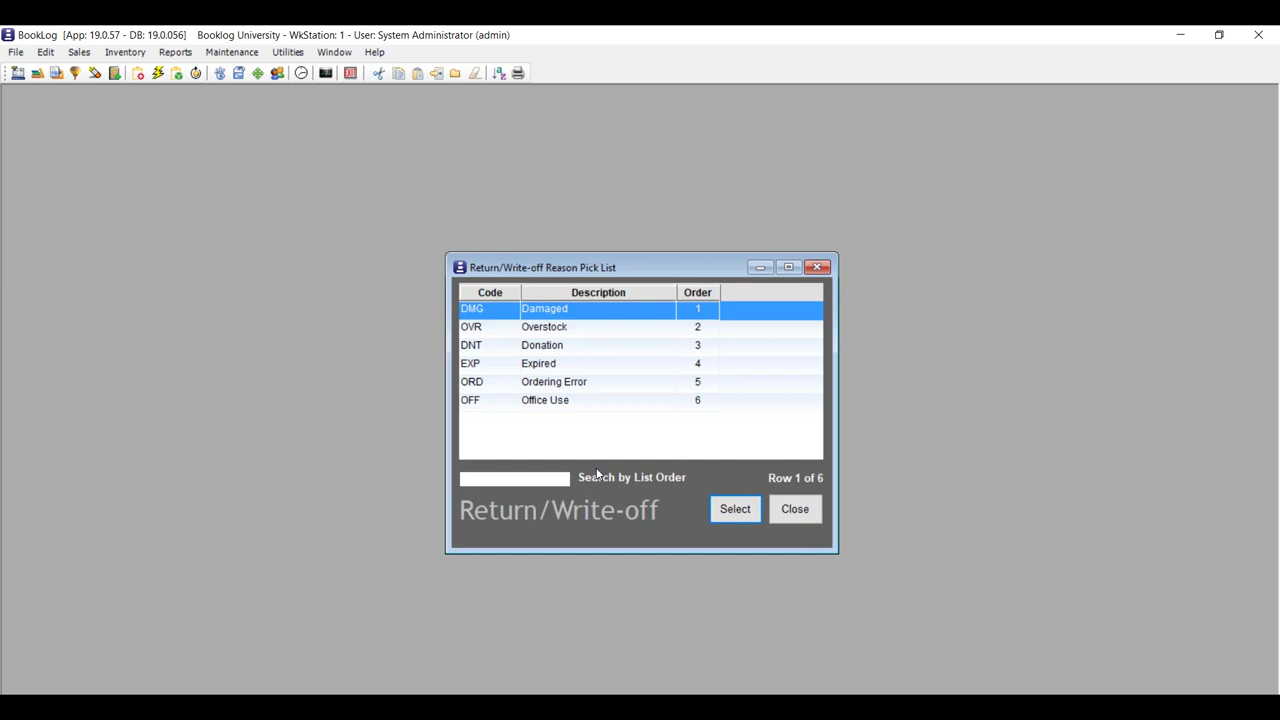 BookLog [App: 19.0.57 - DB: 19.0.056] Booklog University - WkStation: 1 - User: System Administrator (admin)
File Edit Sales Inventory Reports Maintenance Utilities Window Help
Return/Write-off Reason Pick List
Code Description Order
DMG Damaged 1
OVR Overstock 2
DNT Donation 3
EXP Expired 4
ORD Ordering Error 5
OFF Office Use 6
Search by List Order Row 1 of 6
Return/Write-off Select Close